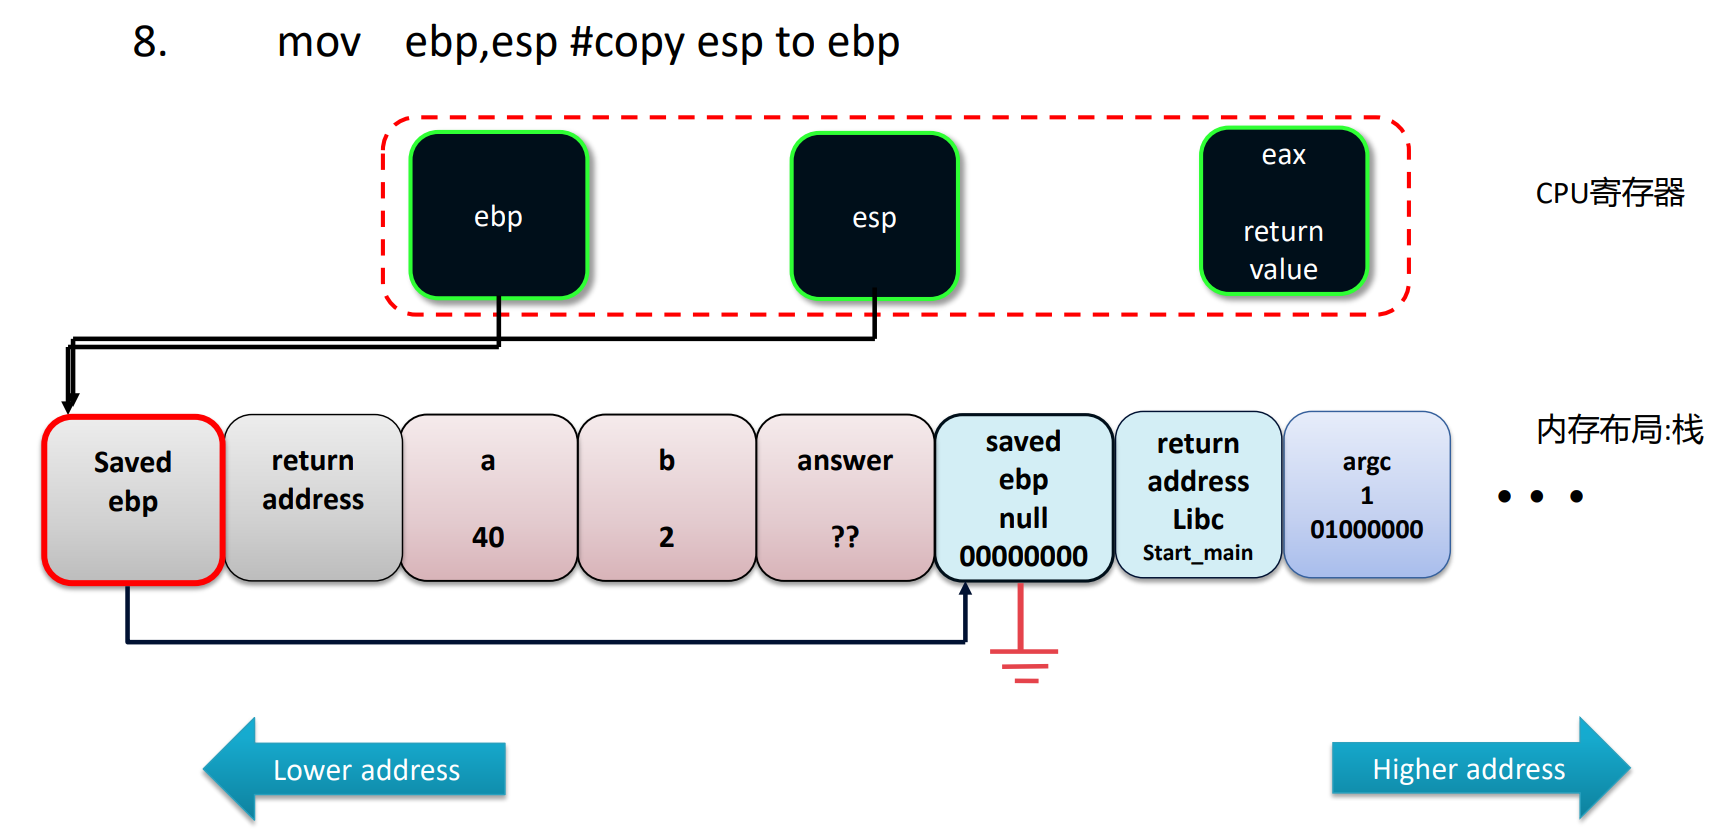 8. mov ebp,esp #copy esp to ebp
ebp
esp
eax
return
value
CPU寄存器
内存布局:栈
Saved
ebp
return
address
a
40
b
2
answer
??
saved
ebp
null
00000000
return
address
Libc
Start_main
argc
1
01000000
• • •
Lower address
Higher address